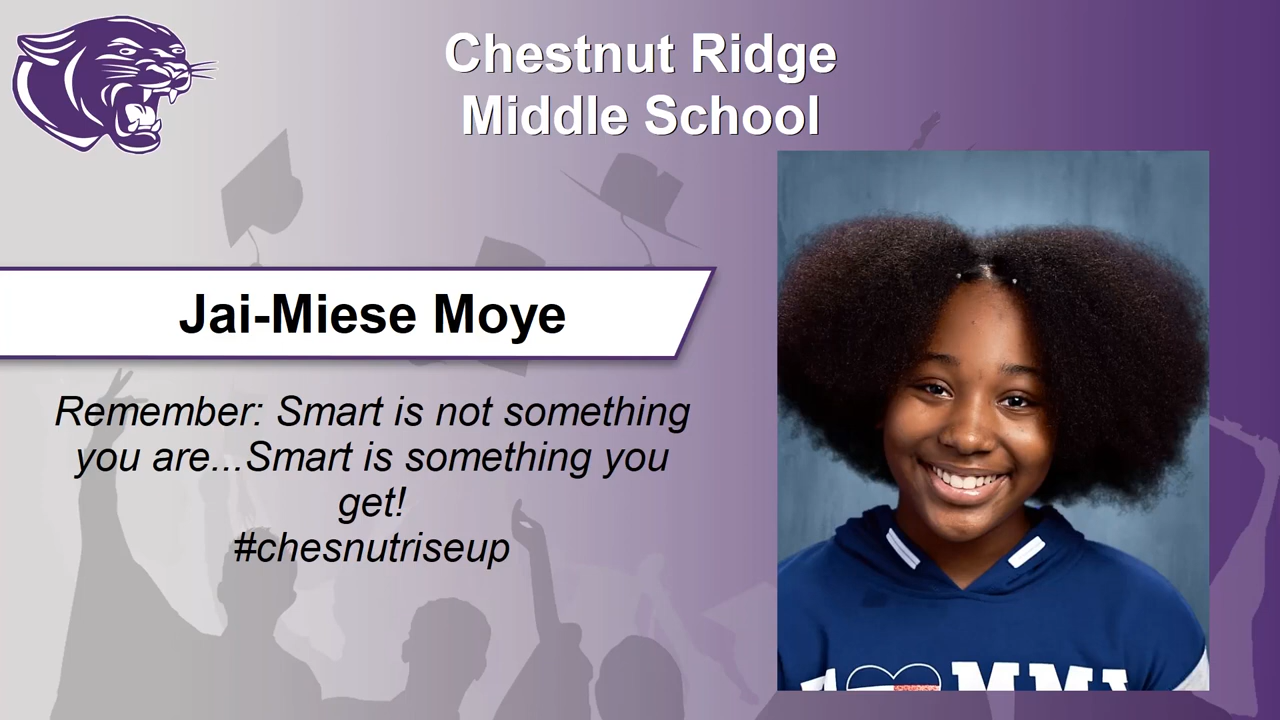 Chestnut Ridge
Middle School
Jai-Miese Moye
Remember: Smart is not something
you are...Smart is something you
get!
#chesnutriseup